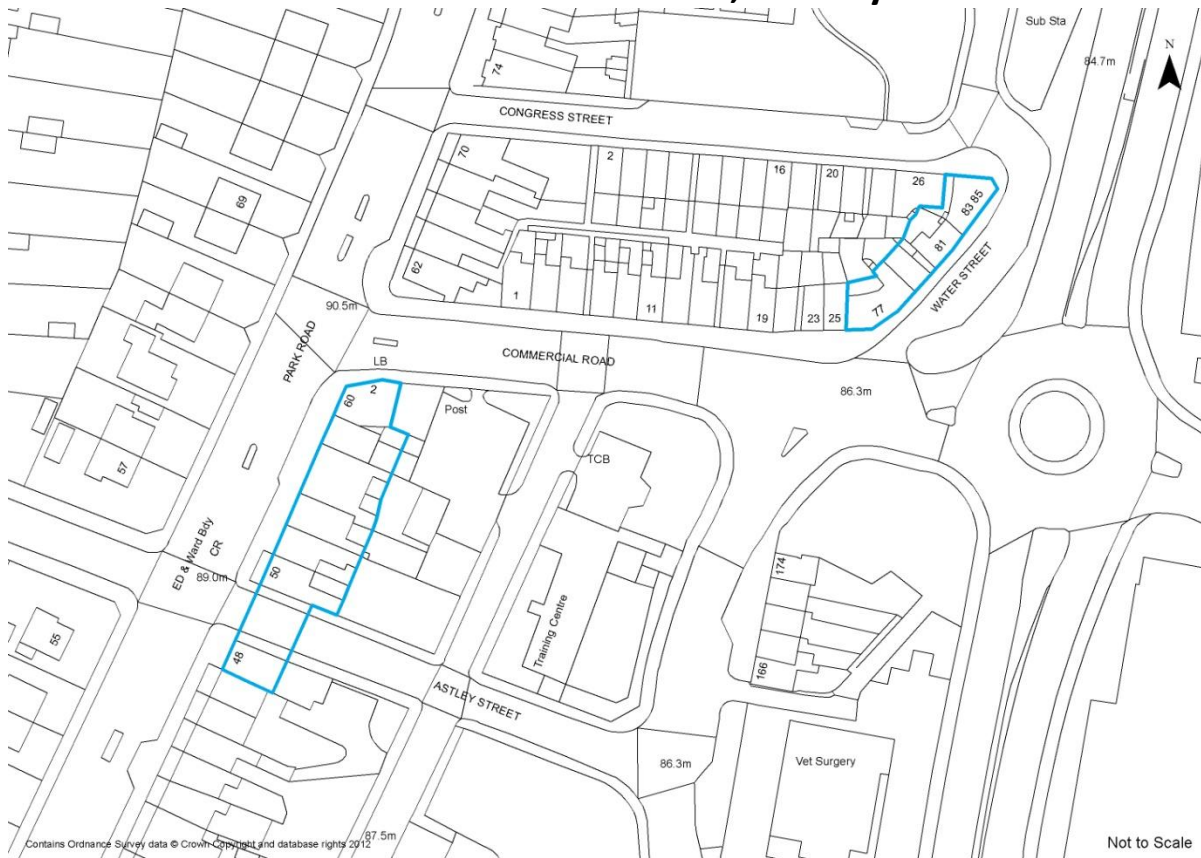 Sub Sta
N
84.7m
74
CONGRESS STREET
70
2
16
20
26
83 85
69
81
62
WATER STREET
1
11
19
23
25
77
90.5m
PARK ROAD
COMMERCIAL ROAD
LB
86.3m
2
60
Post
TCB
57
ED & Ward Bdy
CR
174
89.0m
50
Training Centre
55
48
166
ASTLEY STREET
86.3m
Vet Surgery
87.5m
Contains Ordnance Survey data © Crown Copyright and database rights 2012
Not to Scale